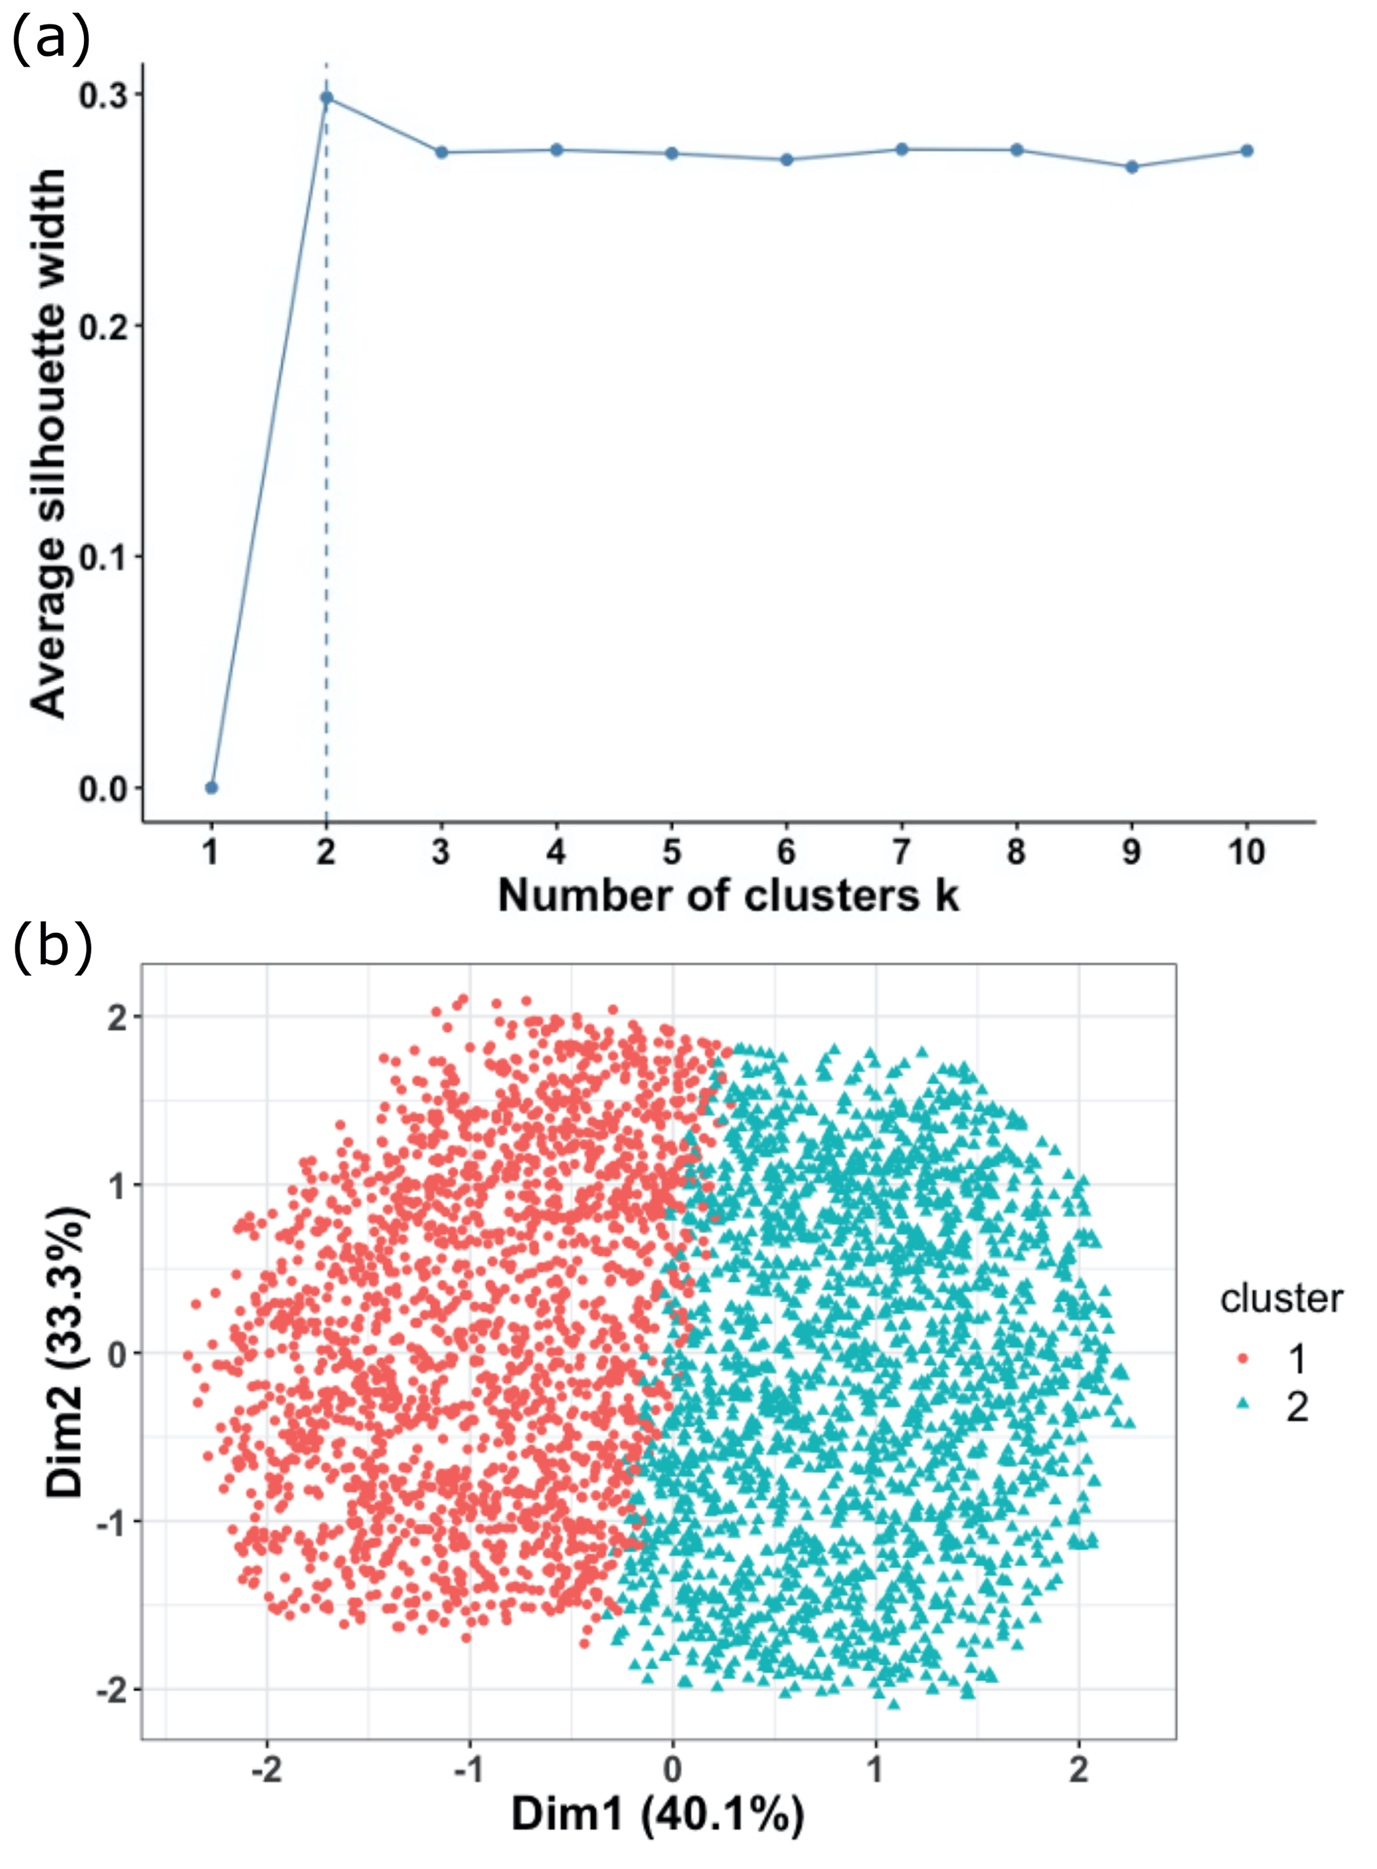 (a)
Average silhouette width
0.3
0.2
0.1
0.0
1 2 3 4 5 6 7 8 9 10
Number of clusters k
(b)
Dim2 (33.3%)
2
1
0
-1
-2
-2 -1 0 1 2
Dim1 (40.1%)
cluster
1
2